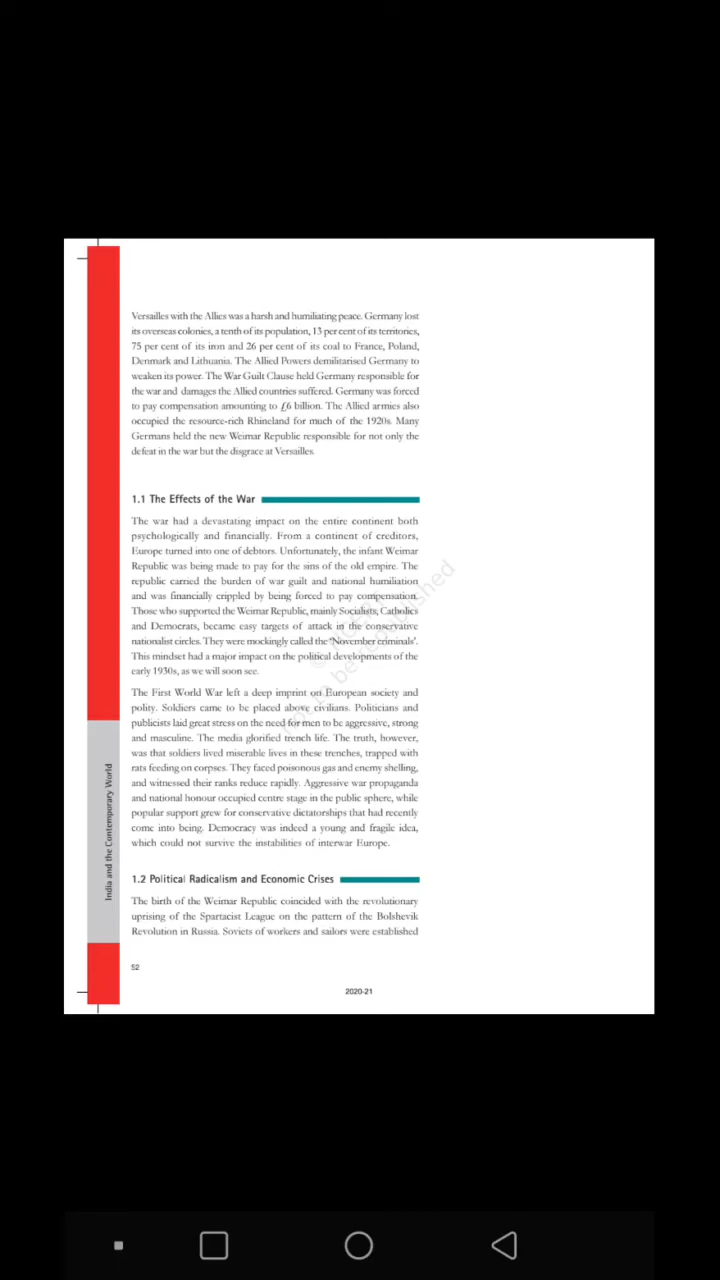 Versailles with the Allies was a harsh and humiliating peace. Germany lost
its overseas colonies, a tenth of its population, 13 per cent of its territories,
75 per cent of its iron and 26 per cent of its coal to France, Poland,
Denmark and Lithuania. The Allied Powers demilitarised Germany to
weaken its power. The War Guilt Clause held Germany responsible for
the war and damages the Allied countries suffered. Germany was forced
to pay compensation amounting to £6 billion. The Allied armies also
occupied the resource-rich Rhineland for much of the 1920s. Many
Germans held the new Weimar Republic responsible for not only the
defeat in the war but the disgrace at Versailles.
1.1 The Effects of the War
The war had a devastating impact on the entire continent both
psychologically and financially. From a continent of creditors,
Europe turned into one of debtors. Unfortunately, the infant Weimar
Republic was being made to pay for the sins of the old empire. The
republic carried the burden of war guilt and national humiliation
and was financially crippled by being forced to pay compensation.
Those who supported the Weimar Republic, mainly Socialists, Catholics
and Democrats, became easy targets of attack in the conservative
nationalist circles. They were mockingly called the 'November criminals'.
This mindset had a major impact on the political developments of the
early 1930s, as we will soon see.
The First World War left a deep imprint on European society and
polity. Soldiers came to be placed above civilians. Politicians and
publicists laid great stress on the need for men to be aggressive, strong
and masculine. The media glorified trench life. The truth, however,
was that soldiers lived miserable lives in these trenches, trapped with
rats feeding on corpses. They faced poisonous gas and enemy shelling,
and witnessed their ranks reduce rapidly. Aggressive war propaganda
and national honour occupied centre stage in the public sphere, while
popular support grew for conservative dictatorships that had recently
come into being. Democracy was indeed a young and fragile idea,
which could not survive the instabilities of interwar Europe.
1.2 Political Radicalism and Economic Crises
The birth of the Weimar Republic coincided with the revolutionary
uprising of the Spartacist League on the pattern of the Bolshevik
Revolution in Russia. Soviets of workers and sailors were established
India and the Contemporary World
52
2020-21
not to be republished